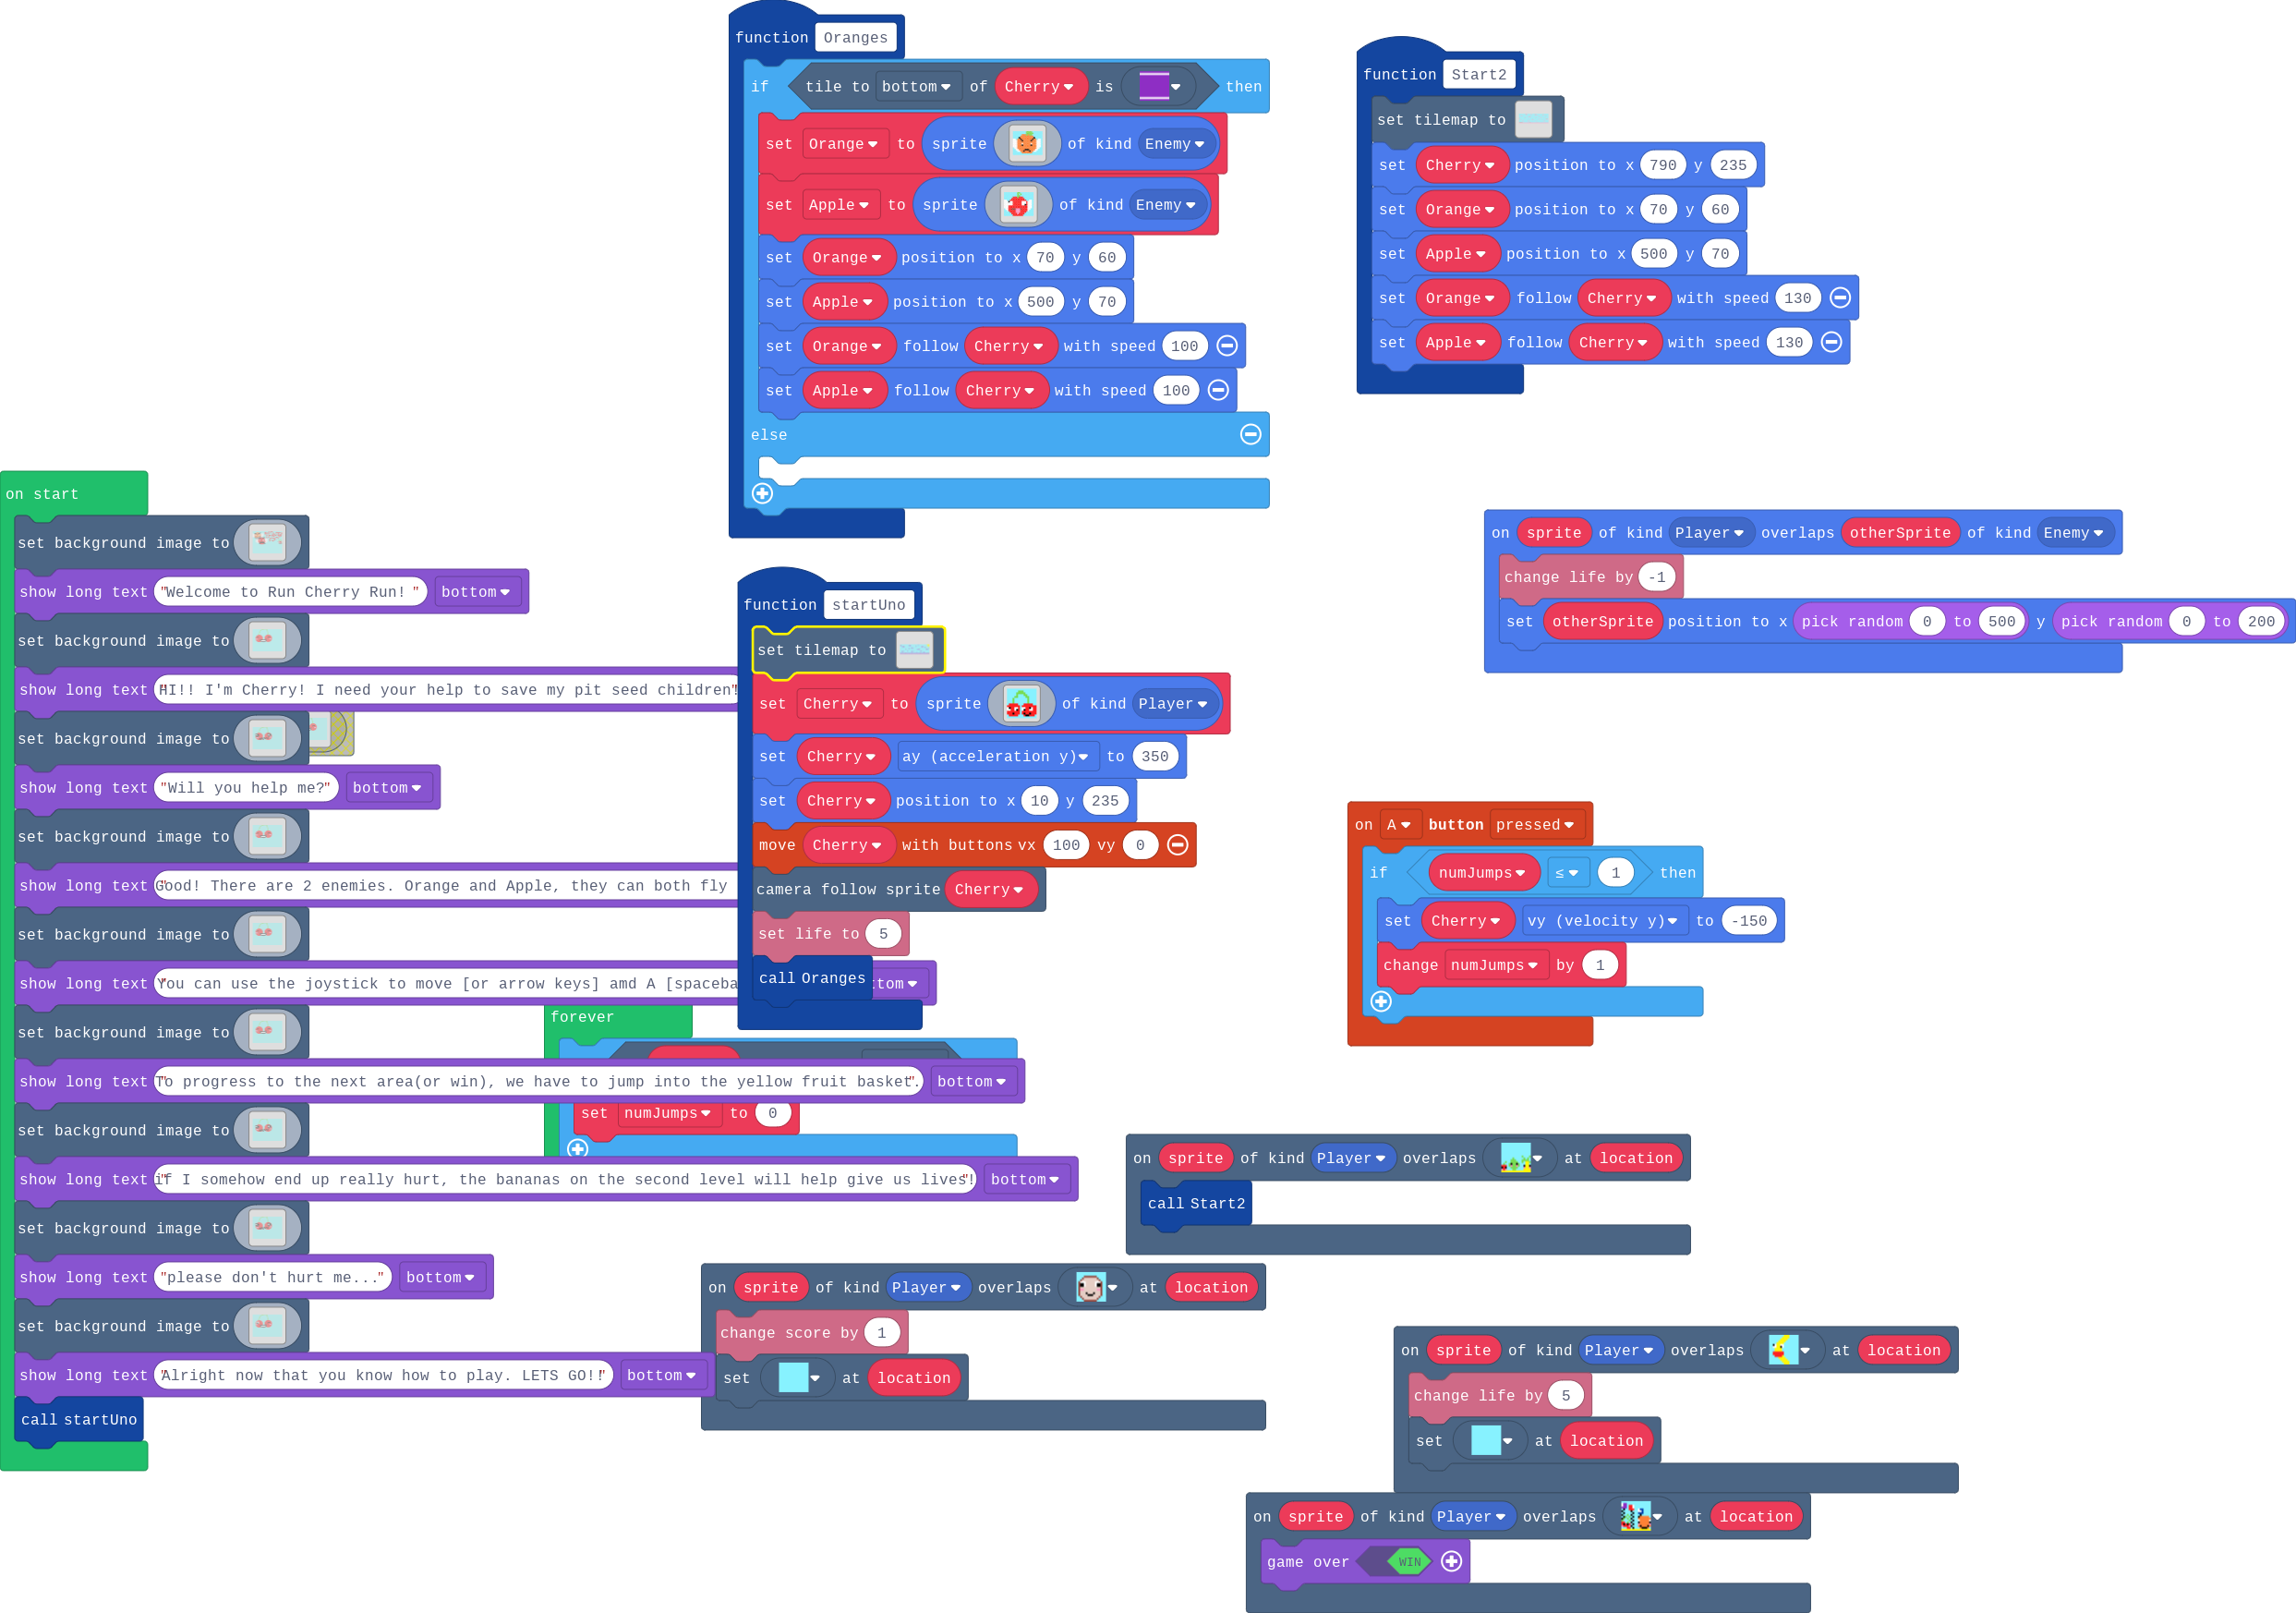 function Oranges
if tile to bottom of Cherry is then
set Orange to sprite of kind Enemy
set Apple to sprite of kind Enemy
set Orange position to x 70 y 60
set Apple position to x 500 y 70
set Orange follow Cherry with speed 100
set Apple follow Cherry with speed 100
else
function Start2
set tilemap to
set Cherry position to x 790 y 235
set Orange position to x 70 y 60
set Apple position to x 500 y 70
set Orange follow Cherry with speed 130
set Apple follow Cherry with speed 130
on start
set background image to
show long text "Welcome to Run Cherry Run! " bottom
set background image to
show long text "HI!! I'm Cherry! I need your help to save my pit seed children"
set background image to
show long text "Will you help me?" bottom
set background image to
show long text "Good! There are 2 enemies. Orange and Apple, they can both fly
set background image to
show long text "You can use the joystick to move [or arrow keys] amd A [spaceba
set background image to
show long text "To progress to the next area(or win), we have to jump into the yellow fruit basket." bottom
set background image to
show long text "if I somehow end up really hurt, the bananas on the second level will help give us lives!" bottom
set background image to
show long text "please don't hurt me..." bottom
set background image to
show long text "Alright now that you know how to play. LETS GO!!" bottom
call startUno
function startUno
set tilemap to
set Cherry to sprite of kind Player
set Cherry ay (acceleration y) to 350
set Cherry position to x 10 y 235
move Cherry with buttons vx 100 vy 0
camera follow sprite Cherry
set life to 5
call Oranges
forever
set numJumps to 0
on sprite of kind Player overlaps otherSprite of kind Enemy
change life by -1
set otherSprite position to x pick random 0 to 500 y pick random 0 to 200
on A button pressed
if numJumps ≤ 1 then
set Cherry vy (velocity y) to -150
change numJumps by 1
on sprite of kind Player overlaps at location
call Start2
on sprite of kind Player overlaps at location
change score by 1
set at location
on sprite of kind Player overlaps at location
change life by 5
set at location
on sprite of kind Player overlaps at location
game over WIN